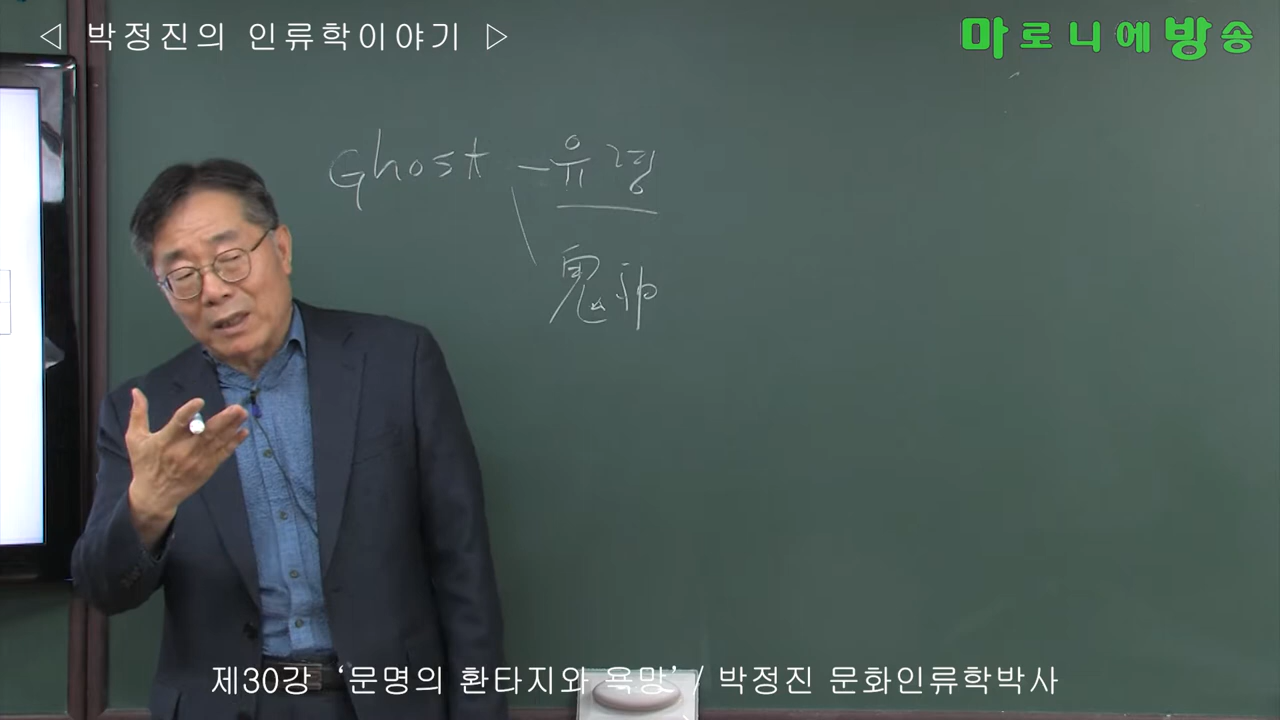 ◁ 박정진의 인류학이야기 ▷
마로니에방송
Ghost - 유령
鬼神
제30강 ‘문명의 환타지와 욕망’ / 박정진 문화인류학박사